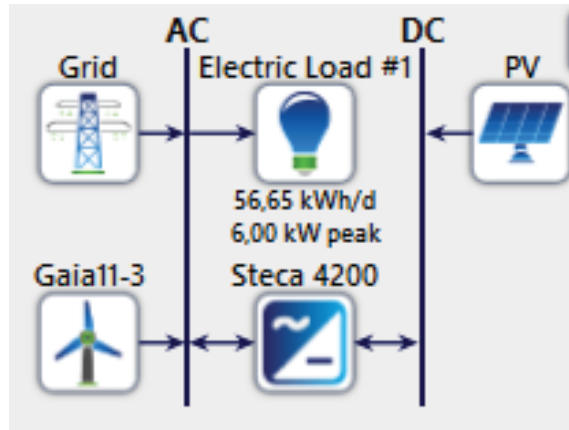 AC DC
Grid Electric Load #1 PV
56,65 kWh/d
6,00 kW peak
Gaia11-3 Steca 4200